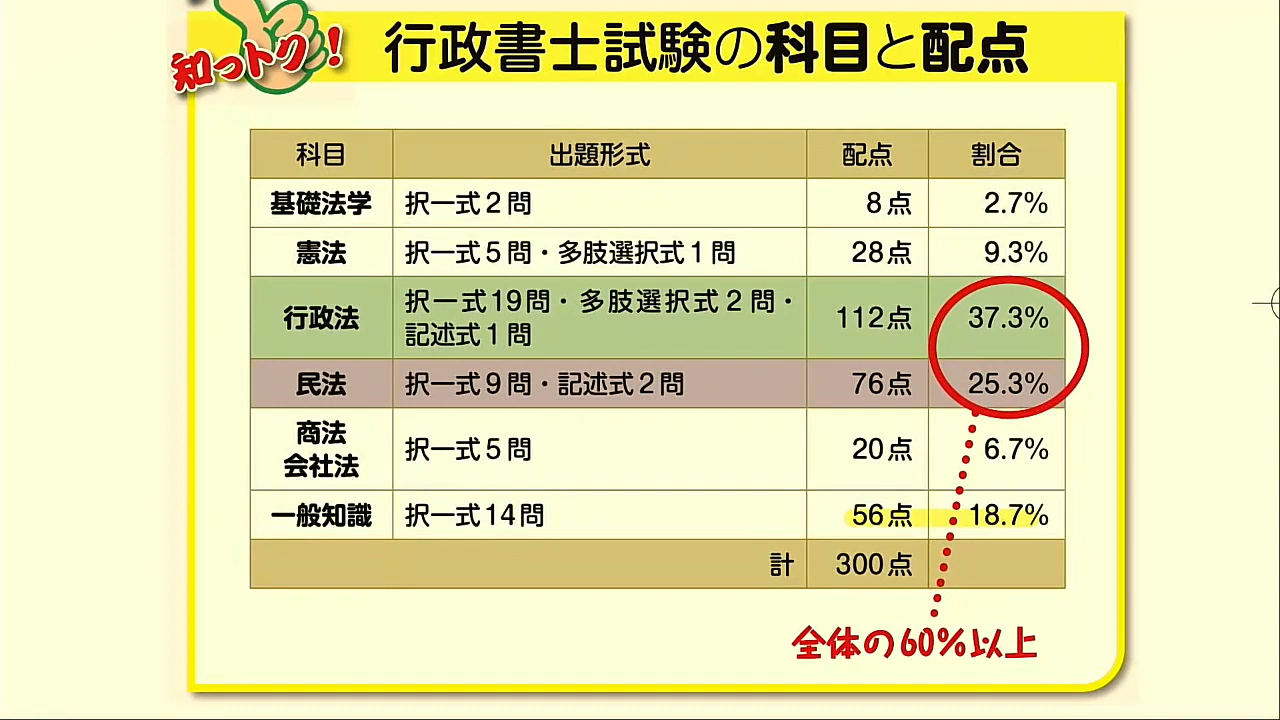 知っトク!
行政書士試験の科目と配点
科目 出題形式 配点 割合
基礎法学 択一式2問 8点 2.7%
憲法 択一式5問・多肢選択式1問 28点 9.3%
行政法 択一式19問・多肢選択式2問・
記述式1問 112点 37.3%
民法 択一式9問・記述式2問 76点 25.3%
商法
会社法 択一式5問 20点 6.7%
一般知識 択一式14問 56点 18.7%
計 300点
全体の60%以上